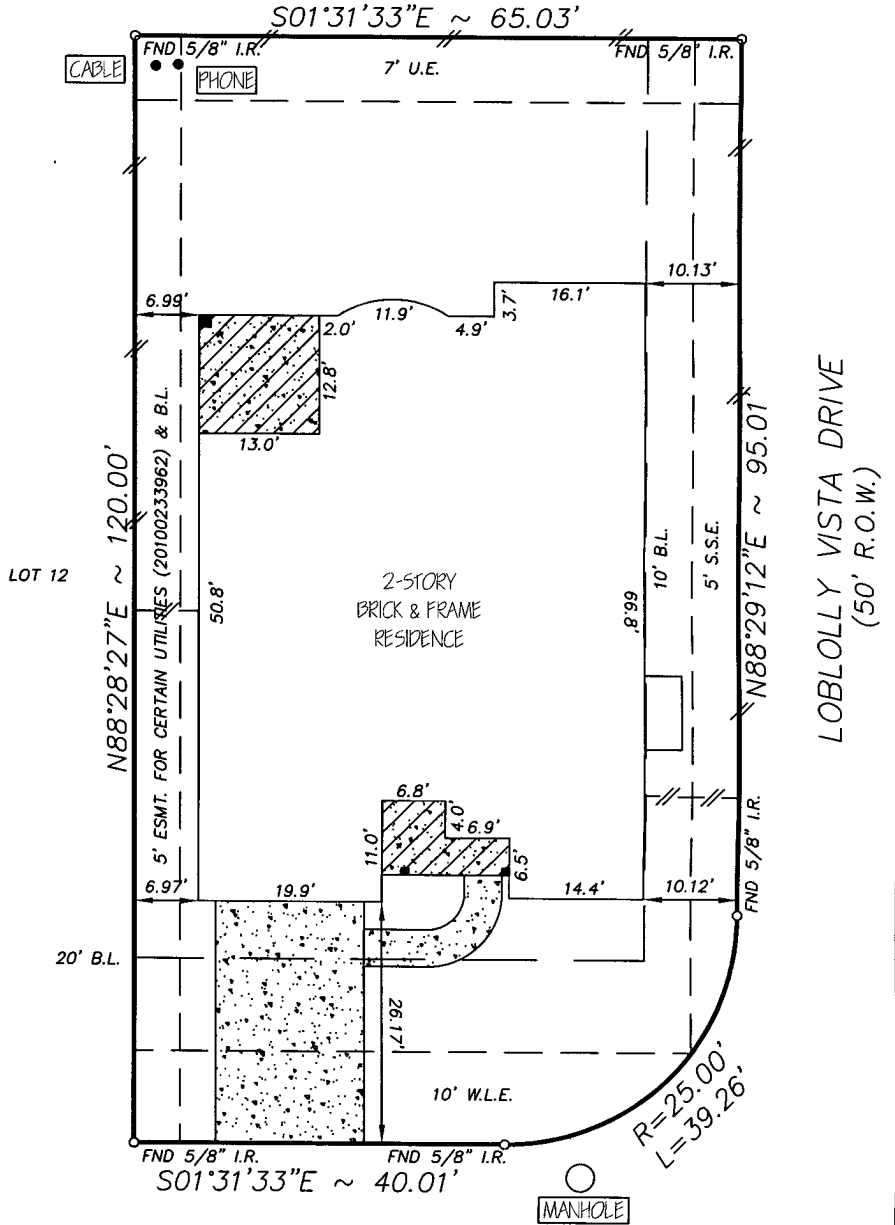 S01°31'33"E ~ 65.03'
FND 5/8" I.R.
FND 5/8' I.R.
CABLE
PHONE
7' U.E.
10.13'
16.1'
3.7'
6.99'
2.0'
11.9'
4.9'
12.8'
13.0'
N88°28'27"E ~ 120.00'
5' ESMT. FOR CERTAIN UTILITIES (20100233962) & B.L.
LOT 12
50.8'
2-STORY
BRICK & FRAME
RESIDENCE
66.8'
10' B.L.
5' S.S.E.
N88°29'12"E ~ 95.01
LOBLOLLY VISTA DRIVE
(50' R.O.W.)
6.8'
4.0'
6.9'
11.0'
6.5'
FND 5/8" I.R.
6.97'
19.9'
14.4'
10.12'
20' B.L.
26.17'
10' W.L.E.
R=25.00'
L=39.26'
FND 5/8" I.R.
FND 5/8" I.R.
S01°31'33"E ~ 40.01'
MANHOLE